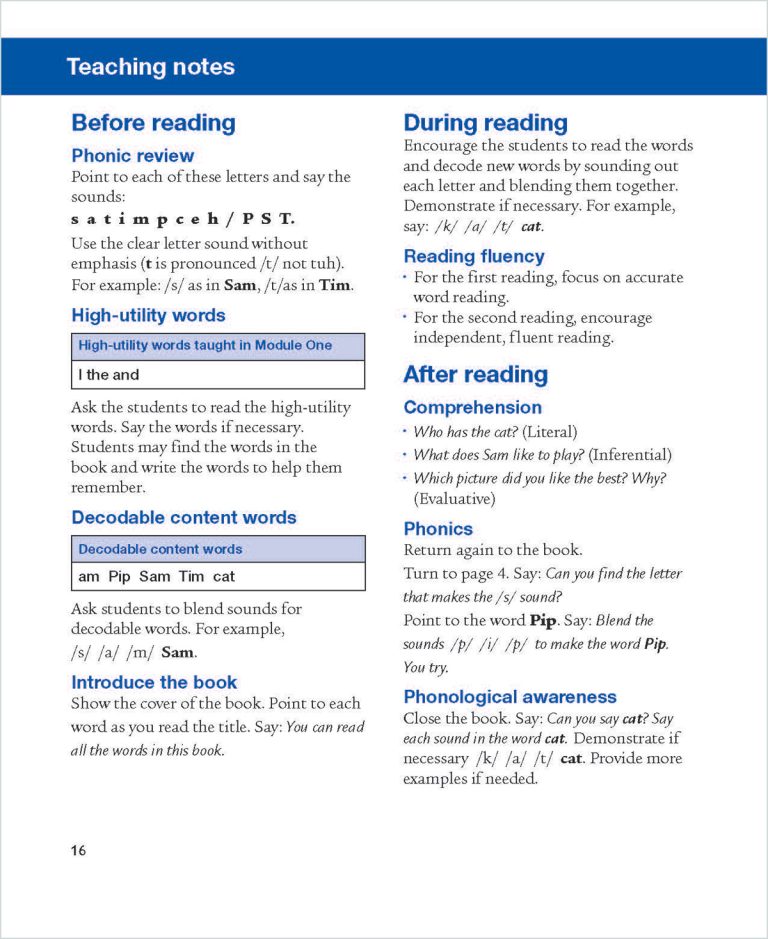 Teaching notes
Before reading
Phonic review
Point to each of these letters and say the
sounds:
s a t i m p c e h / P S T.
Use the clear letter sound without
emphasis (t is pronounced /t/ not tuh).
For example: /s/ as in Sam, /t/as in Tim.
High-utility words
High-utility words taught in Module One
I the and
Ask the students to read the high-utility
words. Say the words if necessary.
Students may find the words in the
book and write the words to help them
remember.
Decodable content words
Decodable content words
am Pip Sam Tim cat
Ask students to blend sounds for
decodable words. For example,
/s/ /a/ /m/ Sam.
Introduce the book
Show the cover of the book. Point to each
word as you read the title. Say: You can read
all the words in this book.
During reading
Encourage the students to read the words
and decode new words by sounding out
each letter and blending them together.
Demonstrate if necessary. For example,
say: /k/ /a/ /t/ cat.
Reading fluency
• For the first reading, focus on accurate
word reading.
• For the second reading, encourage
independent, fluent reading.
After reading
Comprehension
• Who has the cat? (Literal)
• What does Sam like to play? (Inferential)
• Which picture did you like the best? Why?
(Evaluative)
Phonics
Return again to the book.
Turn to page 4. Say: Can you find the letter
that makes the /s/ sound?
Point to the word Pip. Say: Blend the
sounds /p/ /i/ /p/ to make the word Pip.
You try.
Phonological awareness
Close the book. Say: Can you say cat? Say
each sound in the word cat. Demonstrate if
necessary /k/ /a/ /t/ cat. Provide more
examples if needed.
16